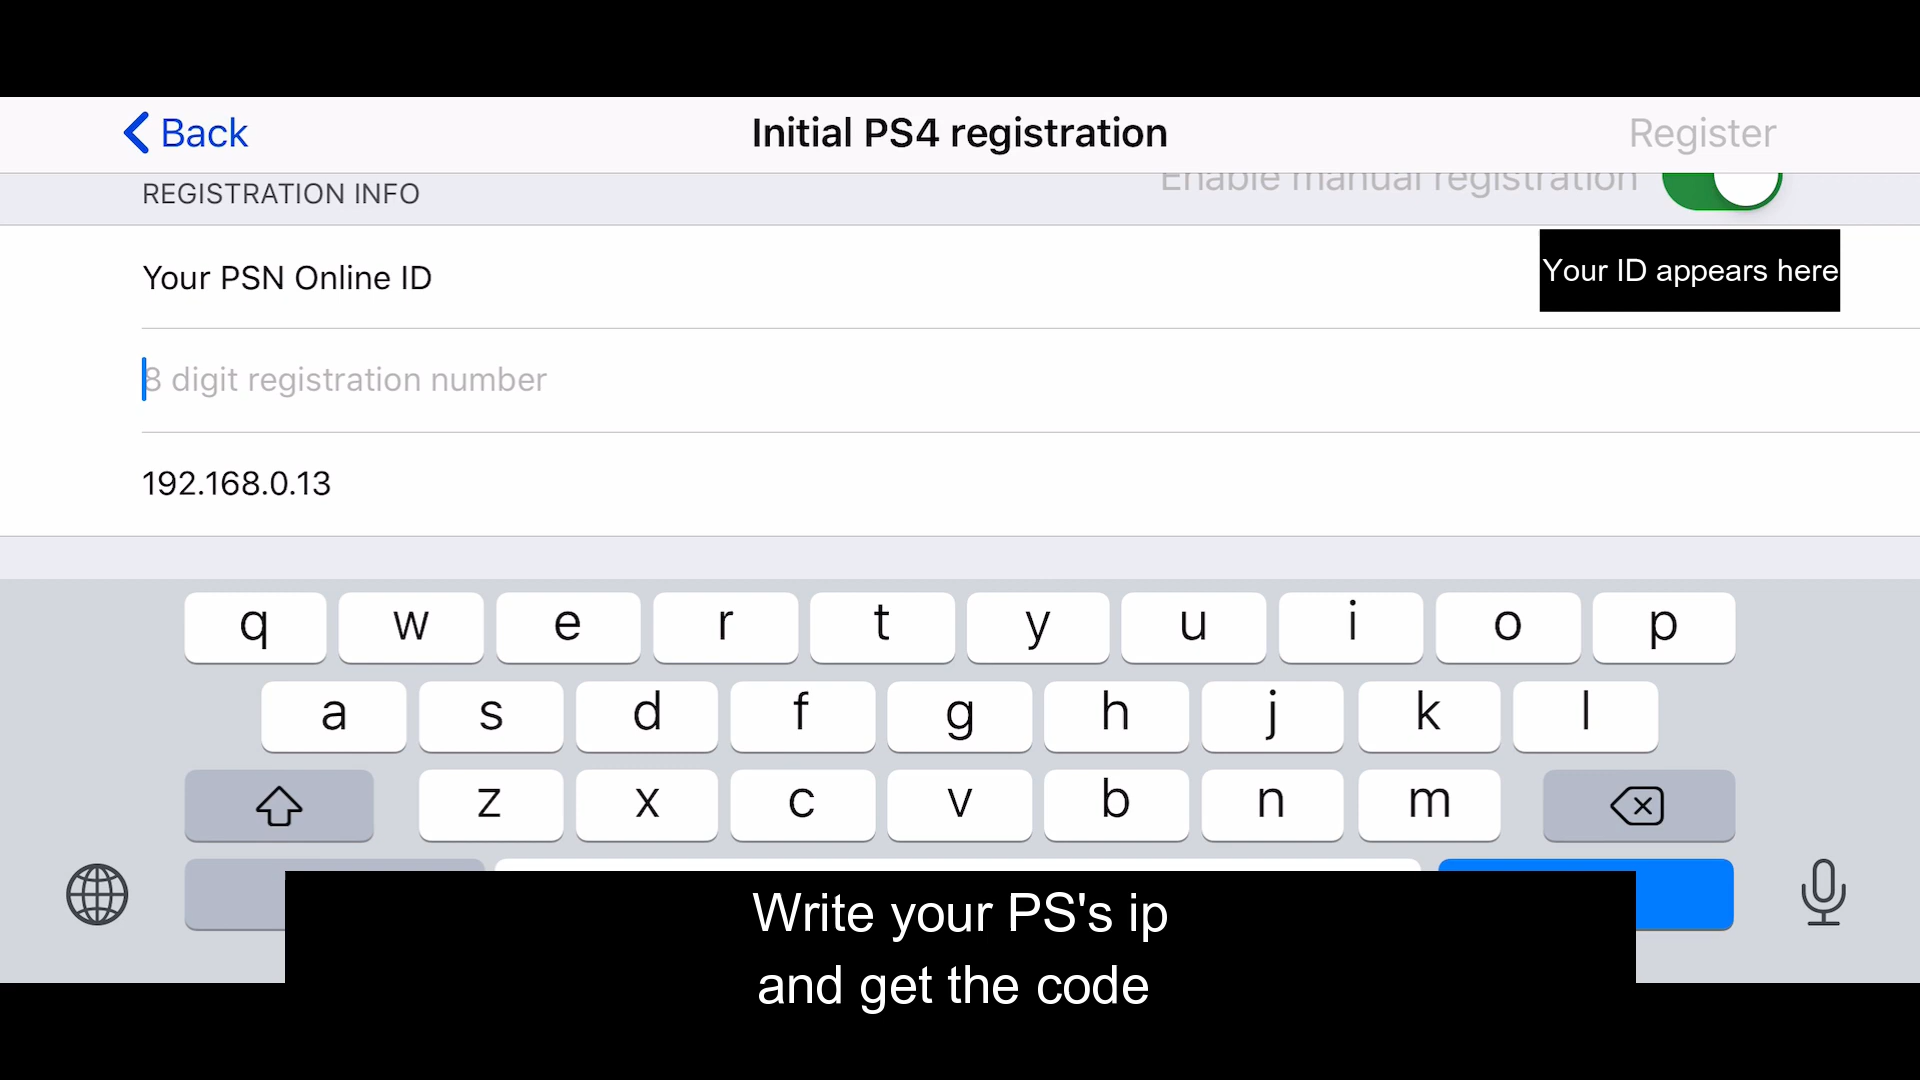 Back
Initial PS4 registration
Register
REGISTRATION INFO
Enable manual registration
Your PSN Online ID
Your ID appears here
8 digit registration number
192.168.0.13
q w e r t y u i o p
a s d f g h j k l
z x c v b n m
Write your PS's ip
and get the code